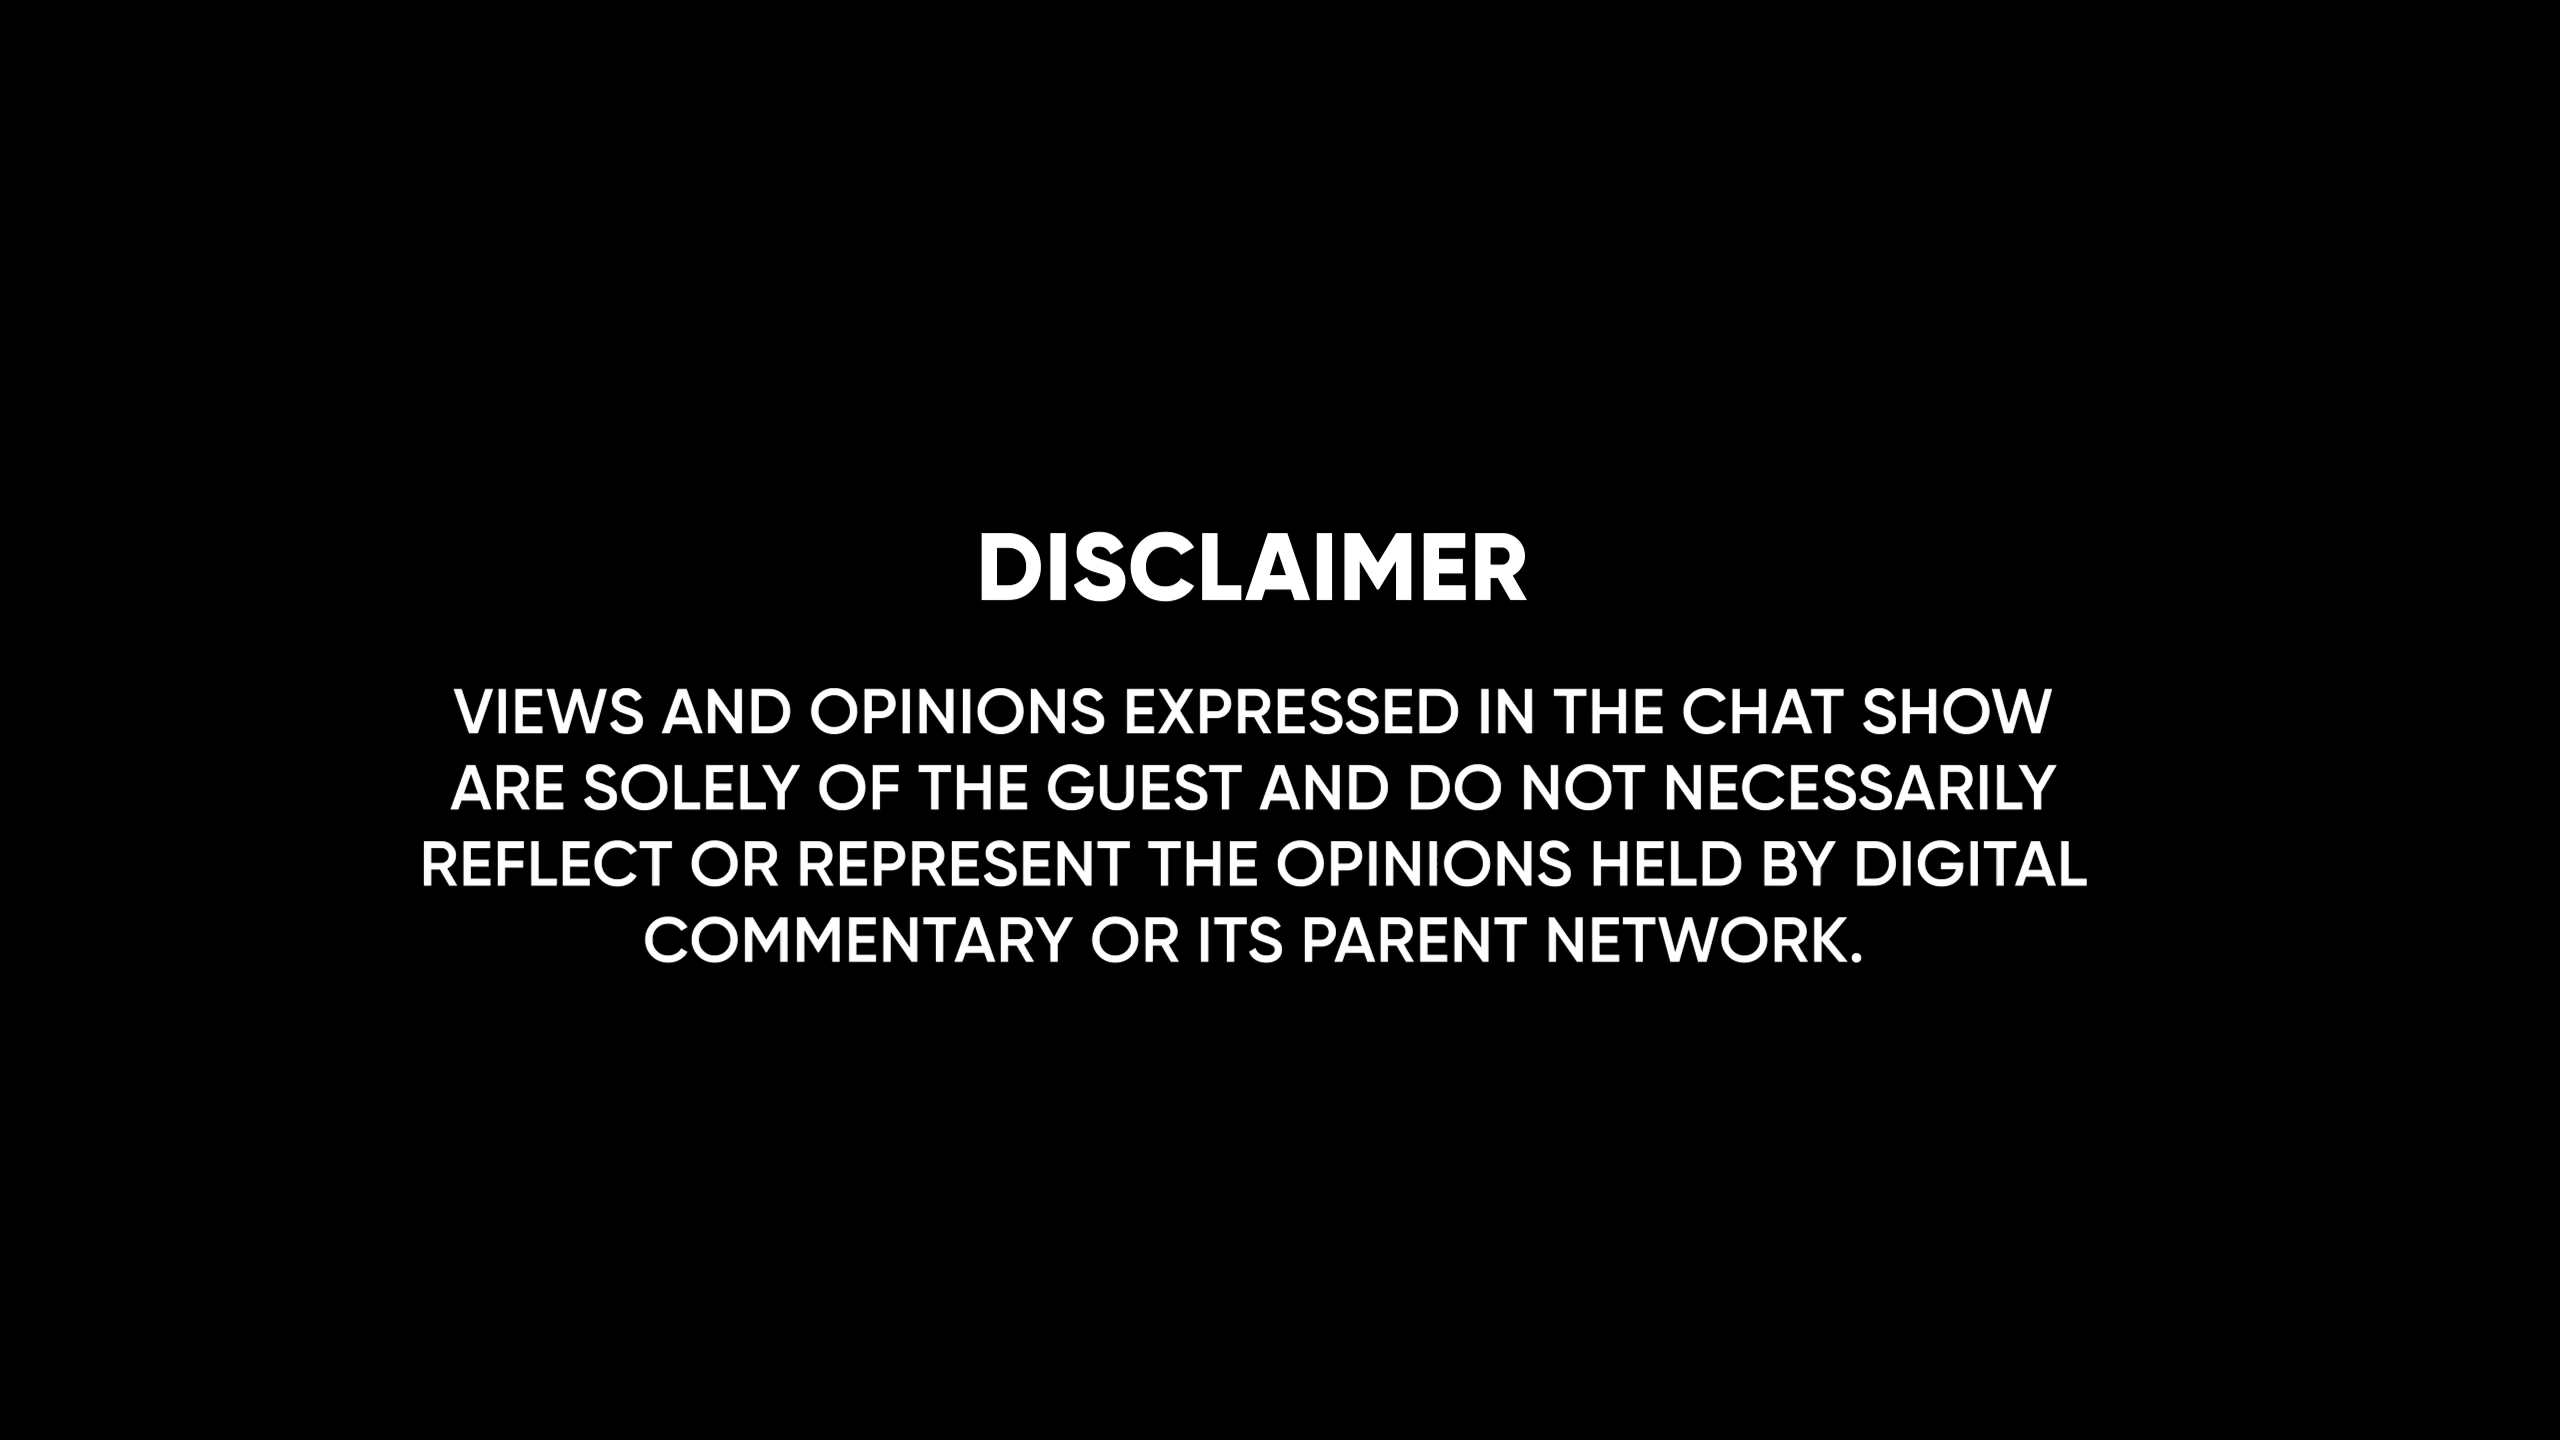 DISCLAIMER
VIEWS AND OPINIONS EXPRESSED IN THE CHAT SHOW
ARE SOLELY OF THE GUEST AND DO NOT NECESSARILY
REFLECT OR REPRESENT THE OPINIONS HELD BY DIGITAL
COMMENTARY OR ITS PARENT NETWORK.